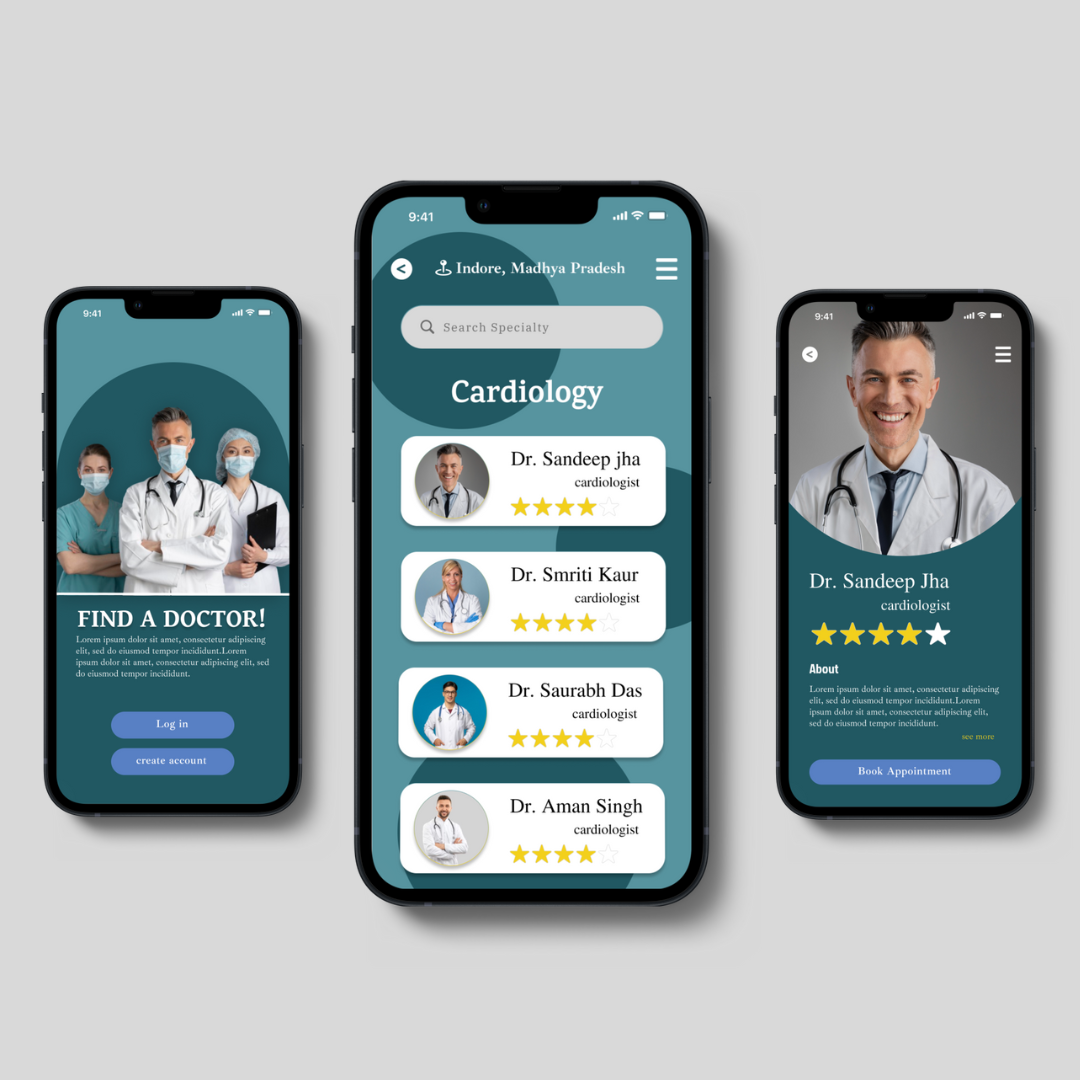 9:41
FIND A DOCTOR!
Lorem ipsum dolor sit amet, consectetur adipiscing
elit, sed do eiusmod tempor incididunt.Lorem
ipsum dolor sit amet, consectetur adipiscing elit, sed
do eiusmod tempor incididunt.
Log in
create account
9:41
<
Indore, Madhya Pradesh
Search Specialty
Cardiology
Dr. Sandeep jha
cardiologist
Dr. Smriti Kaur
cardiologist
Dr. Saurabh Das
cardiologist
Dr. Aman Singh
cardiologist
9:41
<
Dr. Sandeep Jha
cardiologist
About
Lorem ipsum dolor sit amet, consectetur adipiscing
elit, sed do eiusmod tempor incididunt.Lorem
ipsum dolor sit amet, consectetur adipiscing elit,
sed do eiusmod tempor incididunt.
see more
Book Appointment